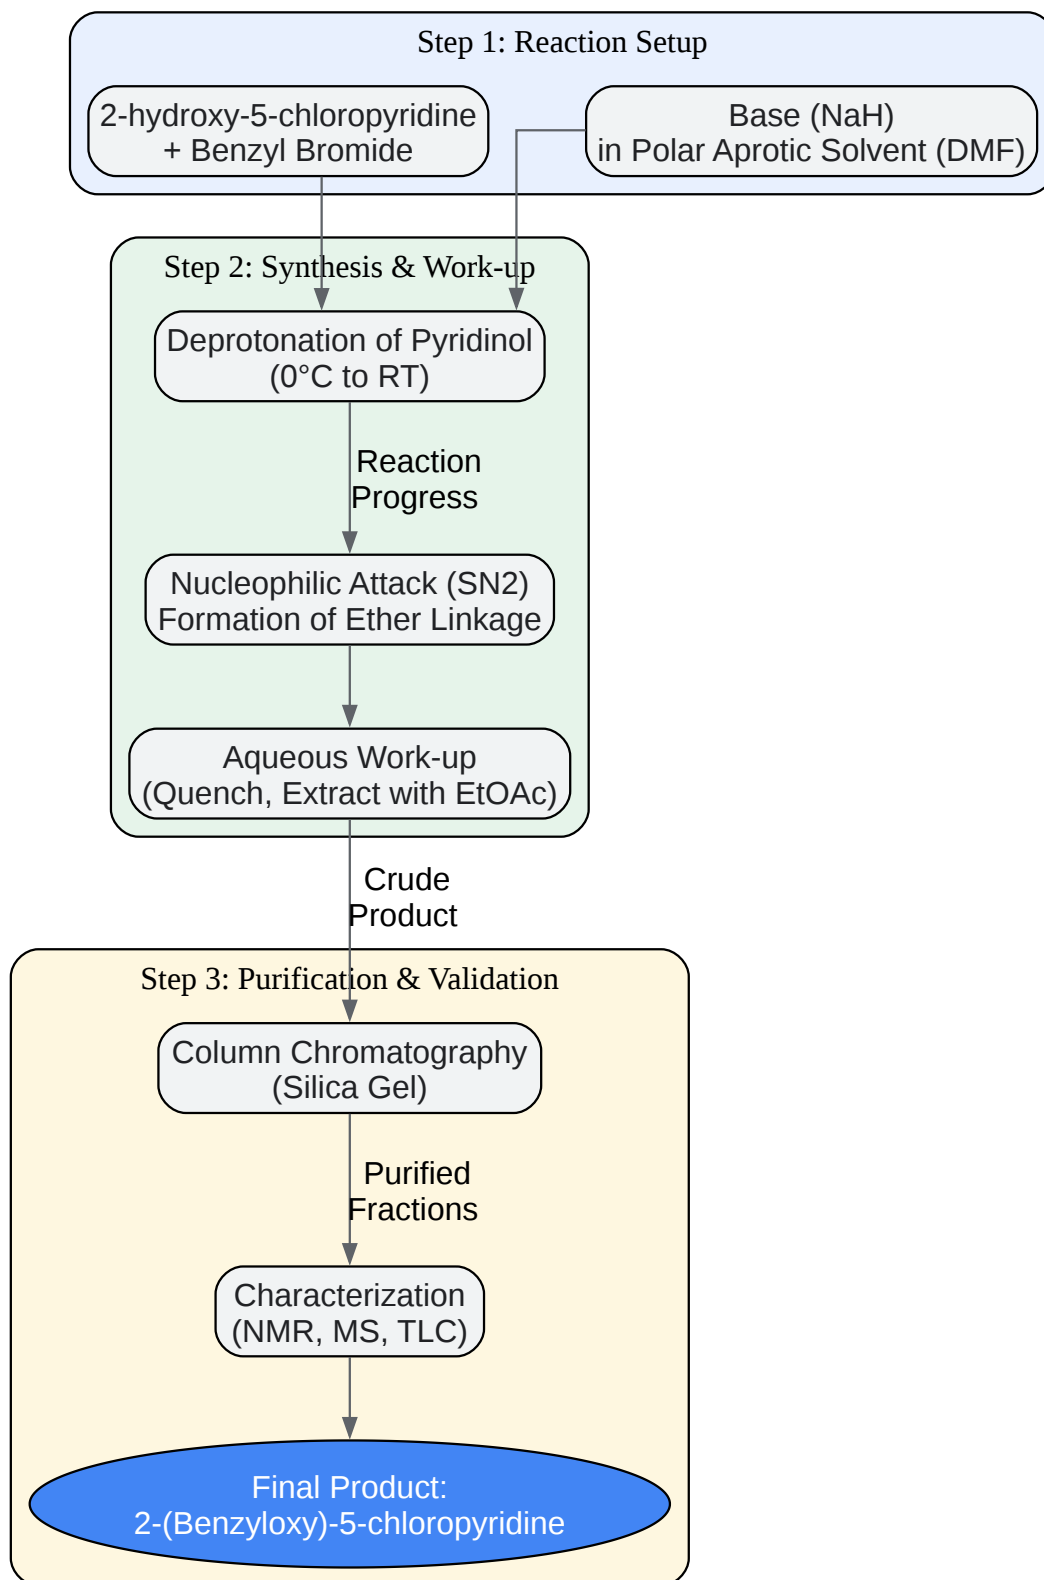 Step 1: Reaction Setup
2-hydroxy-5-chloropyridine
+ Benzyl Bromide
Base (NaH)
in Polar Aprotic Solvent (DMF)
Step 2: Synthesis & Work-up
Deprotonation of Pyridinol
(0°C to RT)
Reaction
Progress
Nucleophilic Attack (SN2)
Formation of Ether Linkage
Aqueous Work-up
(Quench, Extract with EtOAc)
Crude
Product
Step 3: Purification & Validation
Column Chromatography
(Silica Gel)
Purified
Fractions
Characterization
(NMR, MS, TLC)
Final Product:
2-(Benzyloxy)-5-chloropyridine